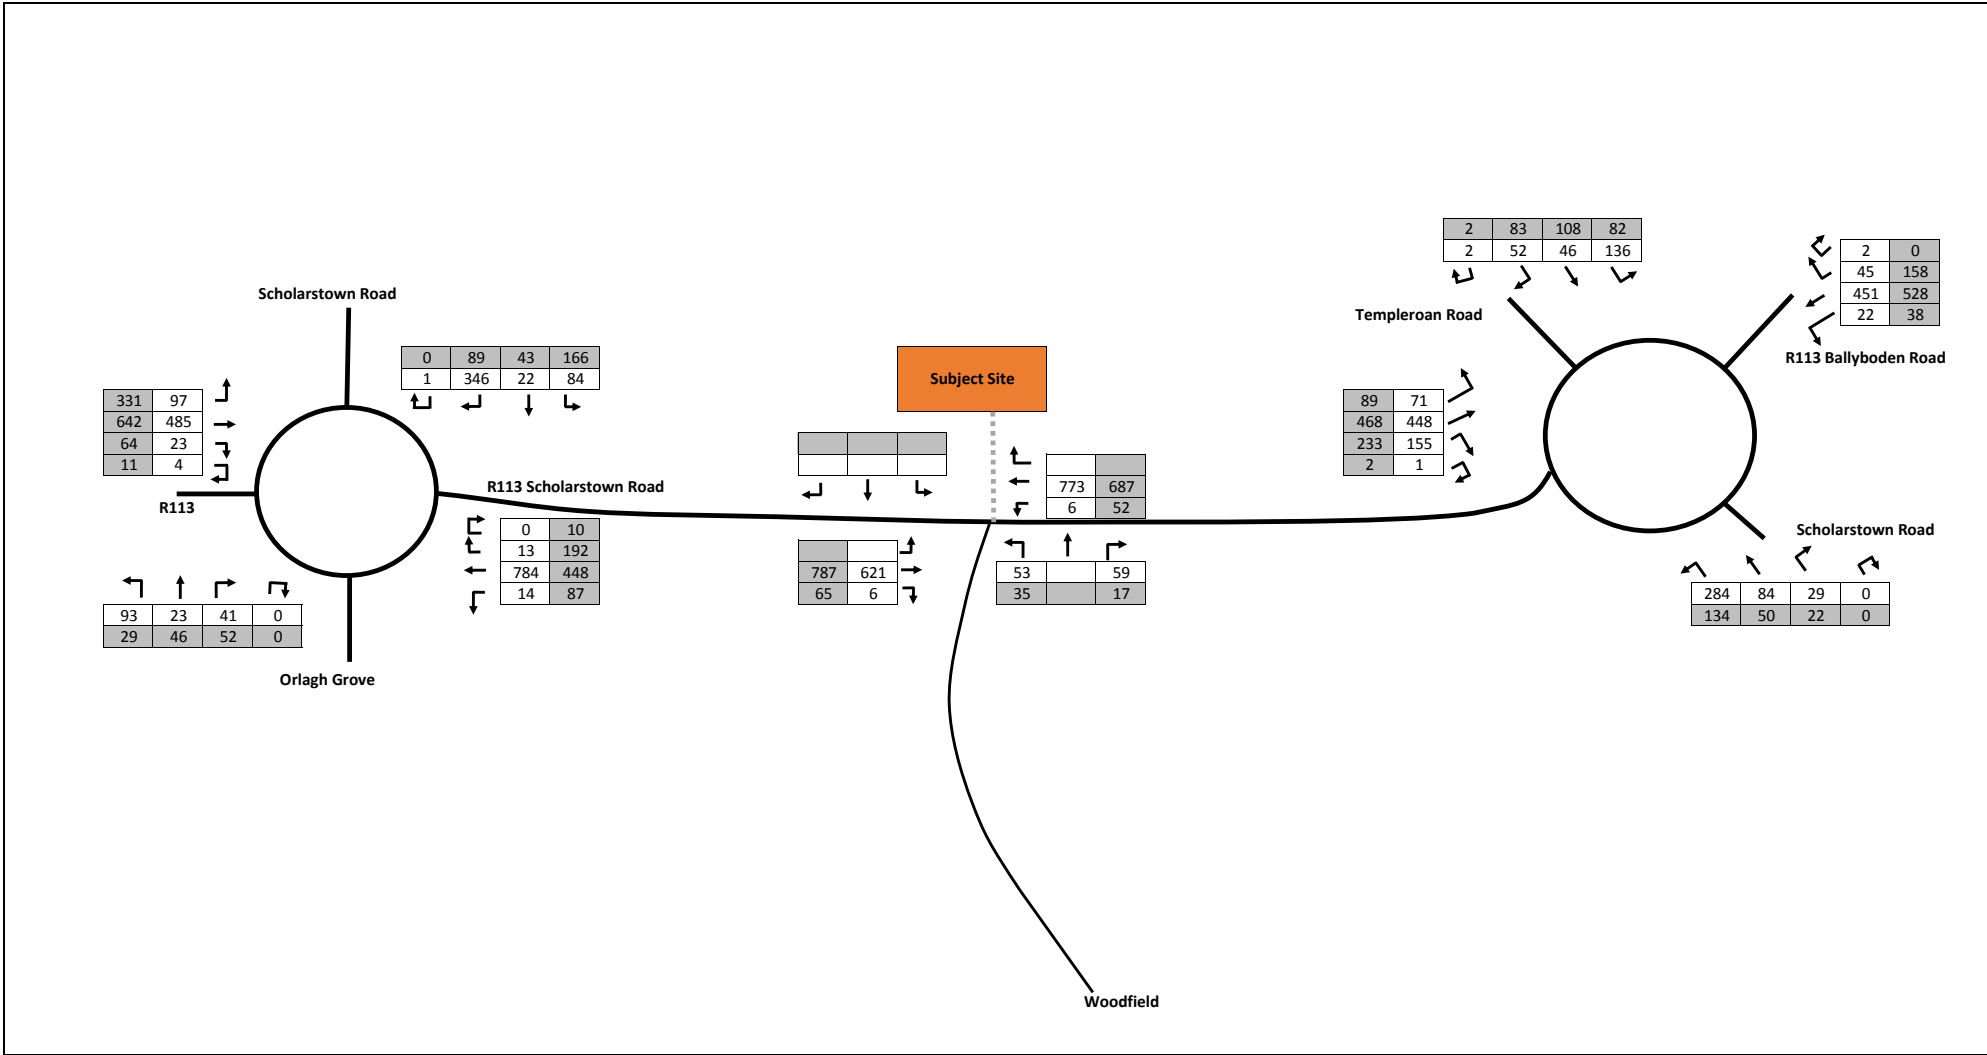 2 83 108 82
2 52 46 136
2 0
45 158
451 528
22 38
Scholarstown Road
Templeroan Road
R113 Ballyboden Road
0 89 43 166
1 346 22 84
Subject Site
331 97
642 485
64 23
11 4
89 71
468 448
233 155
2 1
R113 Scholarstown Road
R113
773 687
6 52
0 10
13 192
784 448
14 87
787 621
65 6
53 59
35 17
Scholarstown Road
284 84 29 0
134 50 22 0
93 23 41 0
29 46 52 0
Orlagh Grove
Woodfield